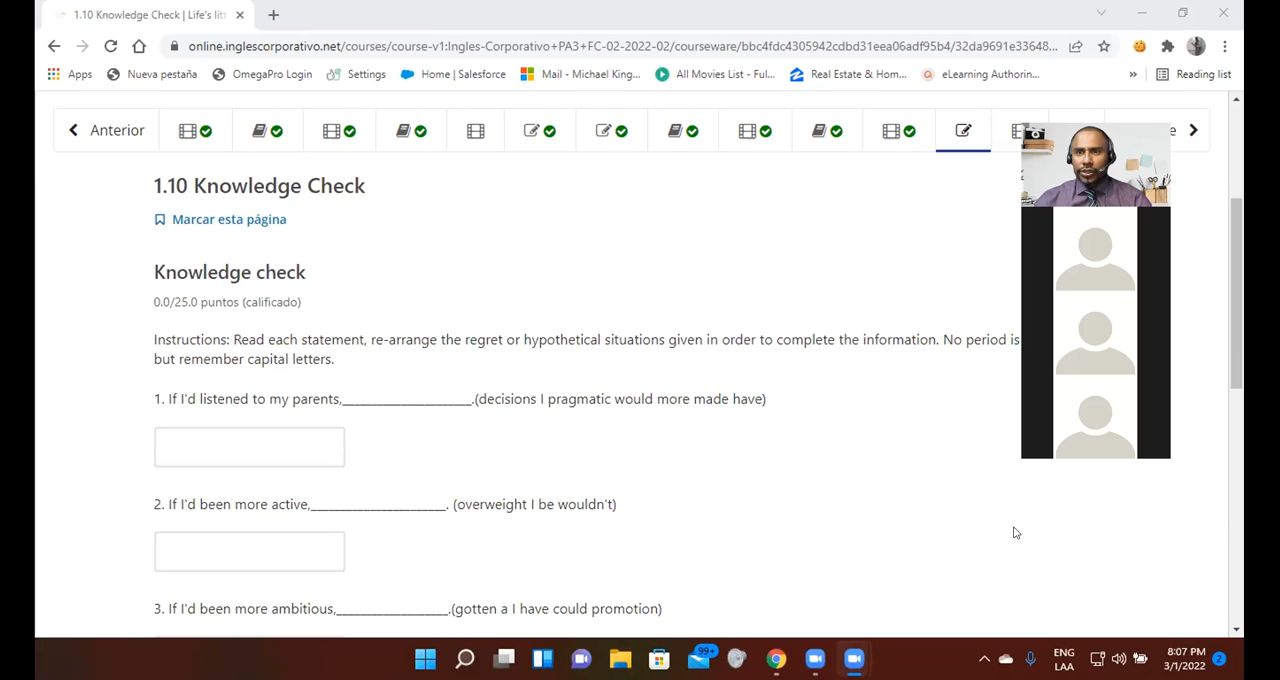 1.10 Knowledge Check | Life's litt
online.inglescorporativo.net/courses/course-v1:Ingles-Corporativo+PA3+FC-02-2022-02/courseware/bbc4fdc4305942cdbd31eea06adf95b4/32da9691e33648...
Apps Nueva pestaña OmegaPro Login Settings Home | Salesforce Mail - Michael King... All Movies List - Ful... Real Estate & Hom... eLearning Authorin... » Reading list
Anterior e
1.10 Knowledge Check
Marcar esta página
Knowledge check
0.0/25.0 puntos (calificado)
Instructions: Read each statement, re-arrange the regret or hypothetical situations given in order to complete the information. No period is
but remember capital letters.
1. If I'd listened to my parents,____________________.(decisions I pragmatic would more made have)
2. If I'd been more active,_____________________. (overweight I be wouldn't)
3. If I'd been more ambitious,_________________.(gotten a I have could promotion)
99+
ENG
LAA
8:07 PM
3/1/2022
2